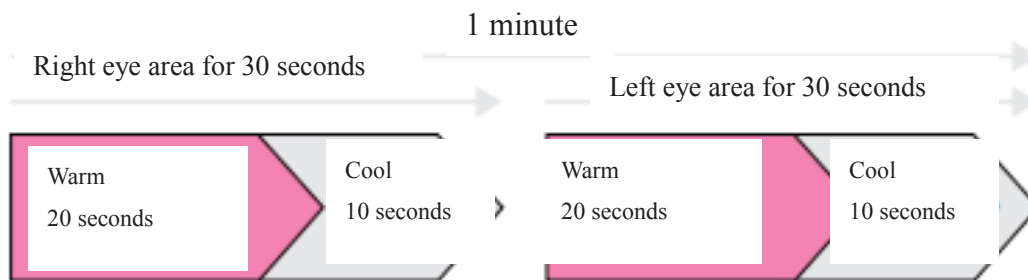 1 minute
Right eye area for 30 seconds
Left eye area for 30 seconds
Warm
20 seconds
Cool
10 seconds
Warm
20 seconds
Cool
10 seconds